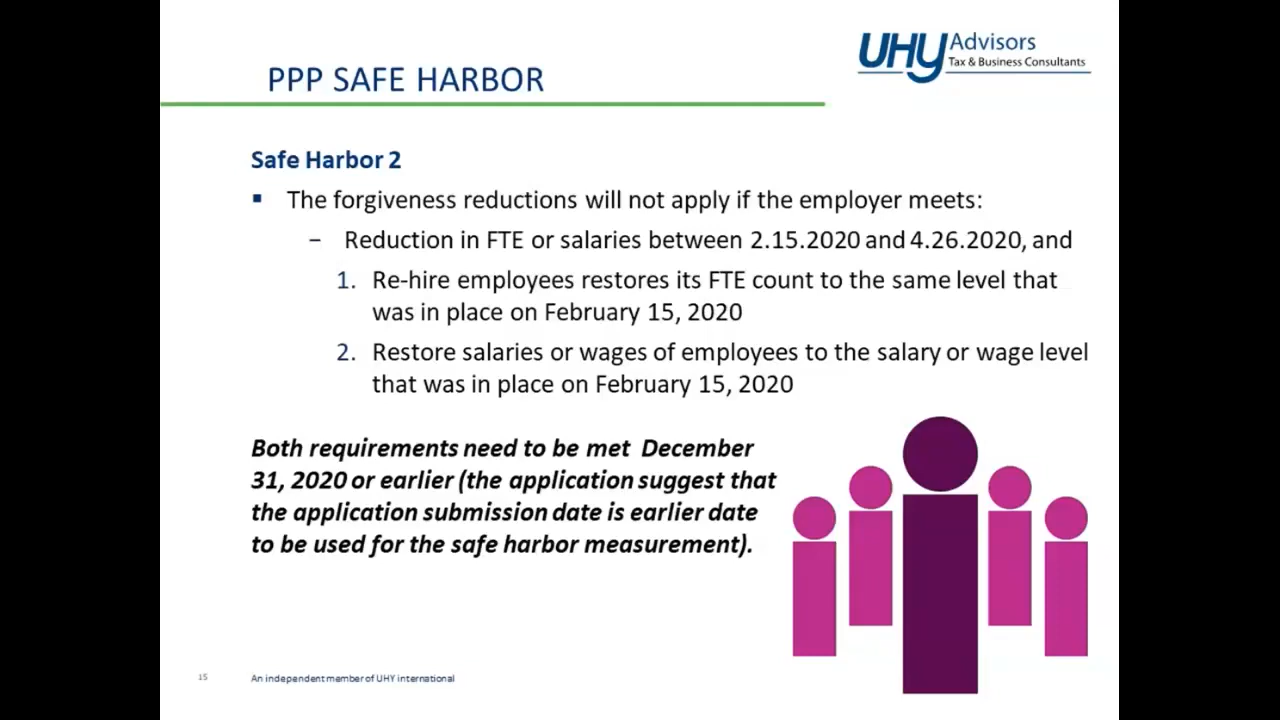 UHY Advisors
Tax & Business Consultants
PPP SAFE HARBOR
Safe Harbor 2
▪ The forgiveness reductions will not apply if the employer meets:
– Reduction in FTE or salaries between 2.15.2020 and 4.26.2020, and
1. Re-hire employees restores its FTE count to the same level that
was in place on February 15, 2020
2. Restore salaries or wages of employees to the salary or wage level
that was in place on February 15, 2020
Both requirements need to be met December
31, 2020 or earlier (the application suggest that
the application submission date is earlier date
to be used for the safe harbor measurement).
15
An independent member of UHY international